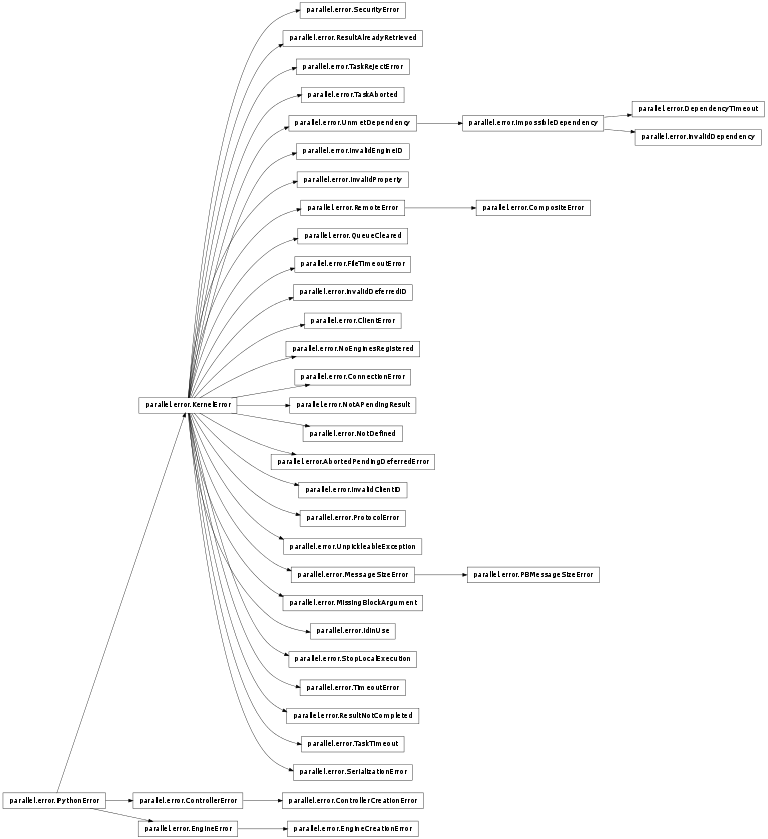 parallel.error.SecurityError
parallel.error.ResultAlreadyRetrieved
parallel.error.TaskRejectError
parallel.error.TaskAborted
parallel.error.DependencyTimeout
parallel.error.UnmetDependency
parallel.error.ImpossibleDependency
parallel.error.InvalidDependency
parallel.error.InvalidEngineID
parallel.error.InvalidProperty
parallel.error.RemoteError
parallel.error.CompositeError
parallel.error.QueueCleared
parallel.error.FileTimeoutError
parallel.error.InvalidDeferredID
parallel.error.ClientError
parallel.error.NoEnginesRegistered
parallel.error.ConnectionError
parallel.error.KernelError
parallel.error.NotAPendingResult
parallel.error.NotDefined
parallel.error.AbortedPendingDeferredError
parallel.error.InvalidClientID
parallel.error.ProtocolError
parallel.error.UnpickleableException
parallel.error.MessageSizeError
parallel.error.PBMessageSizeError
parallel.error.MissingBlockArgument
parallel.error.IdInUse
parallel.error.StopLocalExecution
parallel.error.TimeoutError
parallel.error.ResultNotCompleted
parallel.error.TaskTimeout
parallel.error.SerializationError
parallel.error.IPythonError
parallel.error.ControllerError
parallel.error.ControllerCreationError
parallel.error.EngineError
parallel.error.EngineCreationError